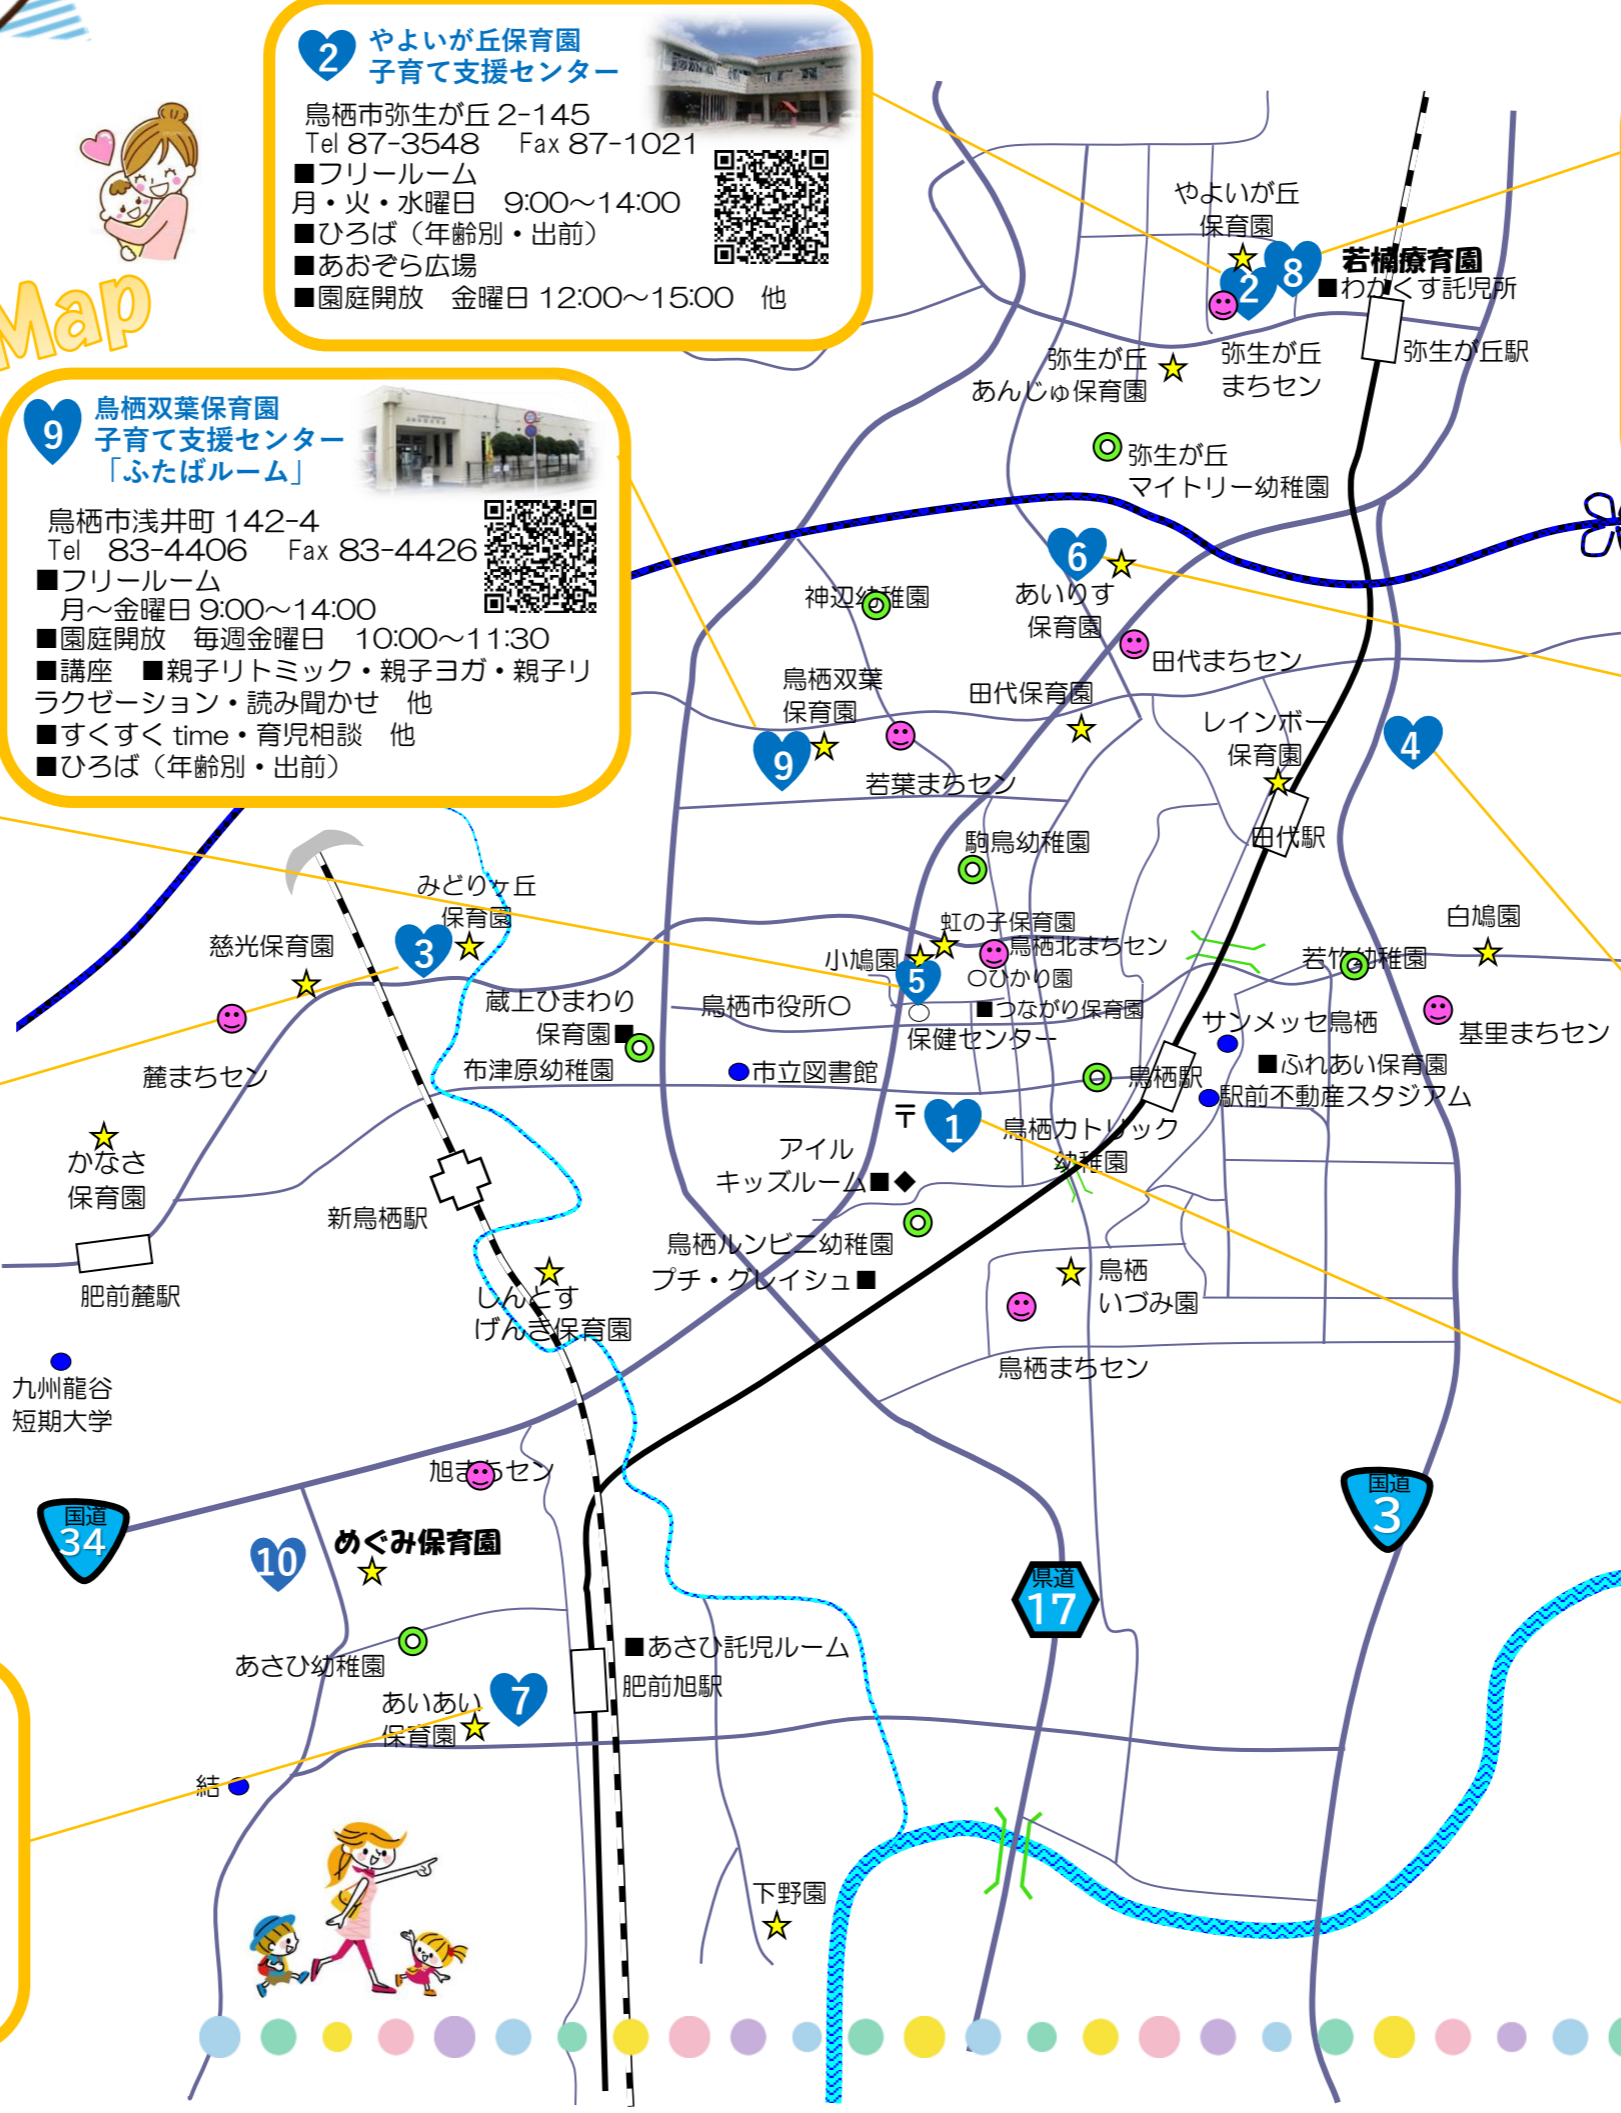 Map
2
やよいが丘保育園
子育て支援センター
鳥栖市弥生が丘 2-145
Tel 87-3548　Fax 87-1021
■フリールーム
月・火・水曜日　9:00～14:00
■ひろば（年齢別・出前）
■あおぞら広場
■園庭開放　金曜日 12:00～15:00　他
9
鳥栖双葉保育園
子育て支援センター
「ふたばルーム」
鳥栖市浅井町 142-4
Tel　83-4406　Fax 83-4426
■フリールーム
月～金曜日 9:00～14:00
■園庭開放　毎週金曜日　10:00～11:30
■講座　■親子リトミック・親子ヨガ・親子リ
ラクゼーション・読み聞かせ　他
■すくすく time・育児相談　他
■ひろば（年齢別・出前）
やよいが丘
保育園
2
8
若楠療育園
■わかくす託児所
弥生が丘
あんじゅ保育園
弥生が丘
まちセン
弥生が丘駅
弥生が丘
マイトリー幼稚園
6
あいりす
保育園
神辺幼稚園
田代まちセン
鳥栖双葉
保育園
9
田代保育園
レインボー
保育園
4
若葉まちセン
田代駅
駒鳥幼稚園
みどりヶ丘
保育園
3
慈光保育園
虹の子保育園
小鳩園
鳥栖北まちセン
5
○ひかり園
若竹幼稚園
白鳩園
蔵上ひまわり
保育園■
鳥栖市役所○
■つながり保育園
○
保健センター
サンメッセ鳥栖
基里まちセン
麓まちセン
布津原幼稚園
市立図書館
鳥栖駅
■ふれあい保育園
駅前不動産スタジアム
〒
1
鳥栖カトリック
幼稚園
かなさ
保育園
アイル
キッズルーム■◆
新鳥栖駅
鳥栖ルンビニ幼稚園
プチ・グレイシュ■
鳥栖
いづみ園
肥前麓駅
しんとす
げんき保育園
鳥栖まちセン
九州龍谷
短期大学
旭まちセン
国道
34
国道
3
10
めぐみ保育園
県道
17
あさひ幼稚園
■あさひ託児ルーム
肥前旭駅
あいあい
保育園
7
結
下野園